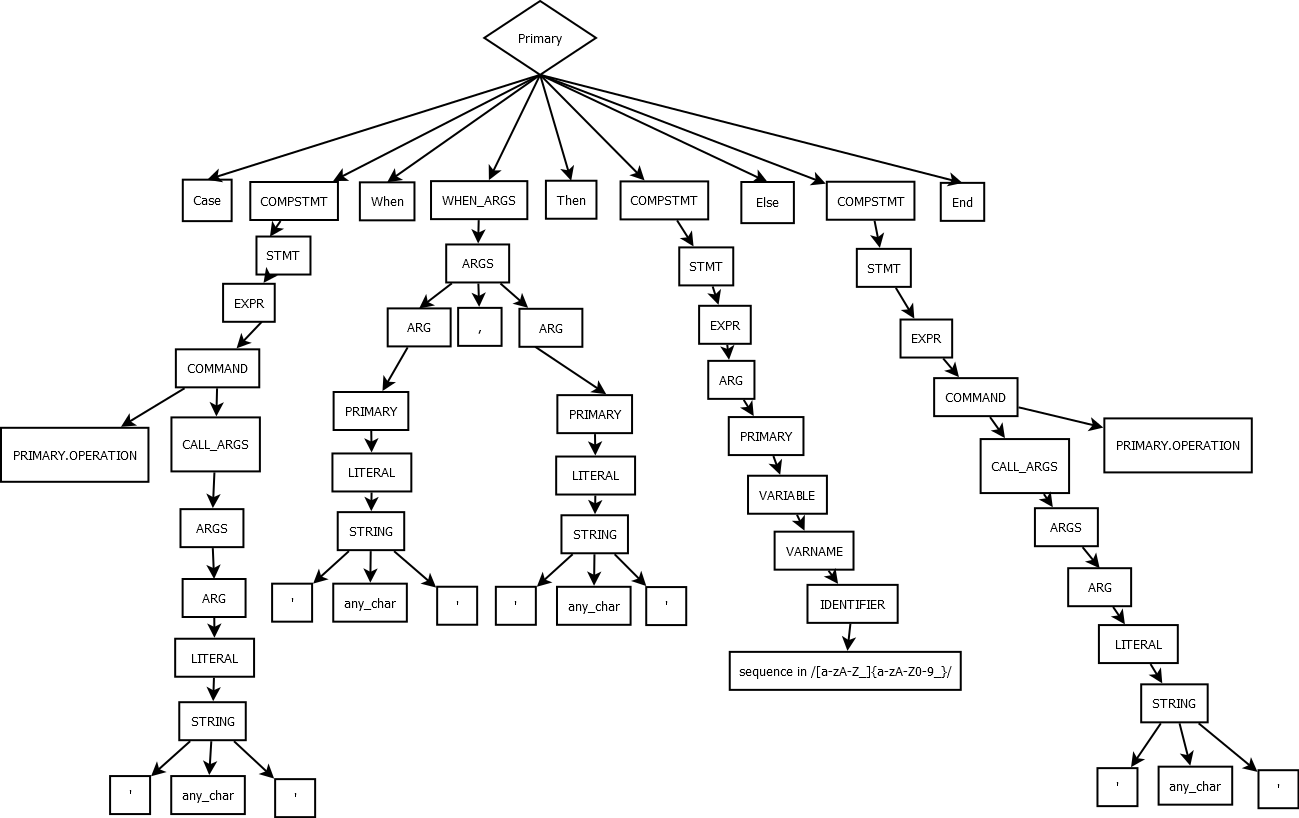 Primary
Case
COMPSTMT
When
WHEN_ARGS
Then
COMPSTMT
Else
COMPSTMT
End
STMT
ARGS
STMT
STMT
EXPR
ARG
,
ARG
EXPR
EXPR
COMMAND
ARG
COMMAND
PRIMARY
PRIMARY
PRIMARY
PRIMARY.OPERATION
CALL_ARGS
LITERAL
LITERAL
VARIABLE
CALL_ARGS
PRIMARY.OPERATION
ARGS
STRING
STRING
VARNAME
ARGS
ARG
'
any_char
'
'
any_char
'
IDENTIFIER
ARG
LITERAL
sequence in /[a-zA-Z_]{a-zA-Z0-9_}/
LITERAL
STRING
STRING
'
any_char
'
'
any_char
'